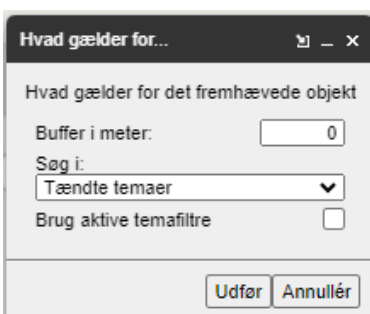 Hvad gælder for...
Hvad gælder for det fremhævede objekt
Buffer i meter: 0
Søg i:
Tændte temaer
Brug aktive temafiltre
Udfør Annullér